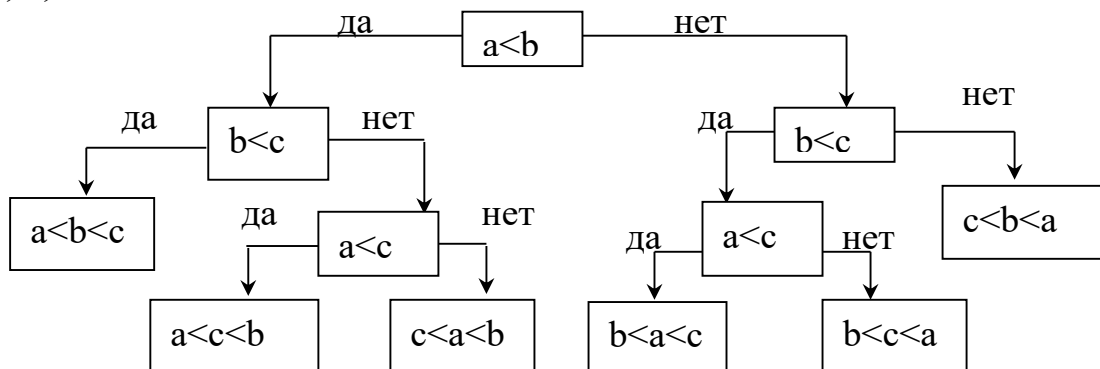 да
a<b
нет
да
b<c
нет
да
b<c
нет
a<b<c
да
a<c
нет
да
a<c
нет
c<b<a
a<c<b
c<a<b
b<a<c
b<c<a